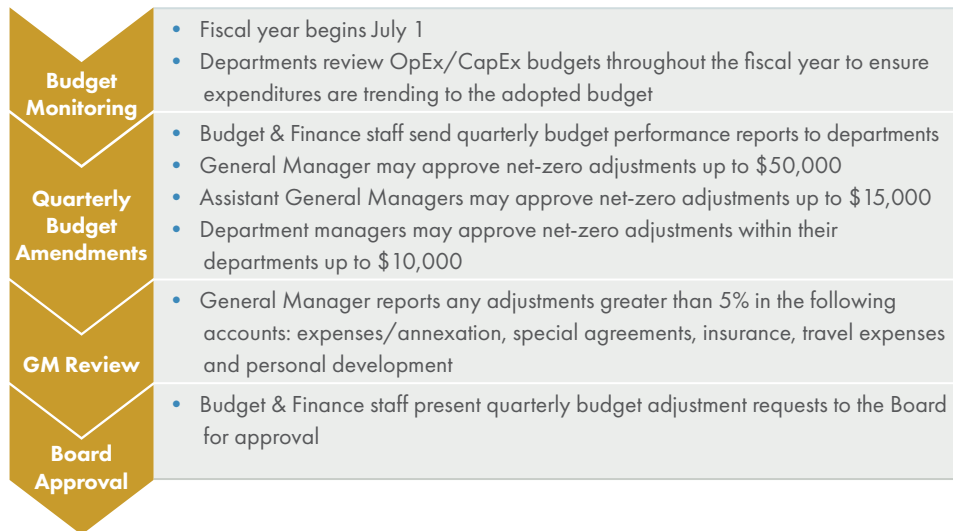 Budget
Monitoring
• Fiscal year begins July 1
• Departments review OpEx/CapEx budgets throughout the fiscal year to ensure
expenditures are trending to the adopted budget
Quarterly
Budget
Amendments
• Budget & Finance staff send quarterly budget performance reports to departments
• General Manager may approve net-zero adjustments up to $50,000
• Assistant General Managers may approve net-zero adjustments up to $15,000
• Department managers may approve net-zero adjustments within their
departments up to $10,000
GM Review
• General Manager reports any adjustments greater than 5% in the following
accounts: expenses/annexation, special agreements, insurance, travel expenses
and personal development
Board
Approval
• Budget & Finance staff present quarterly budget adjustment requests to the Board
for approval